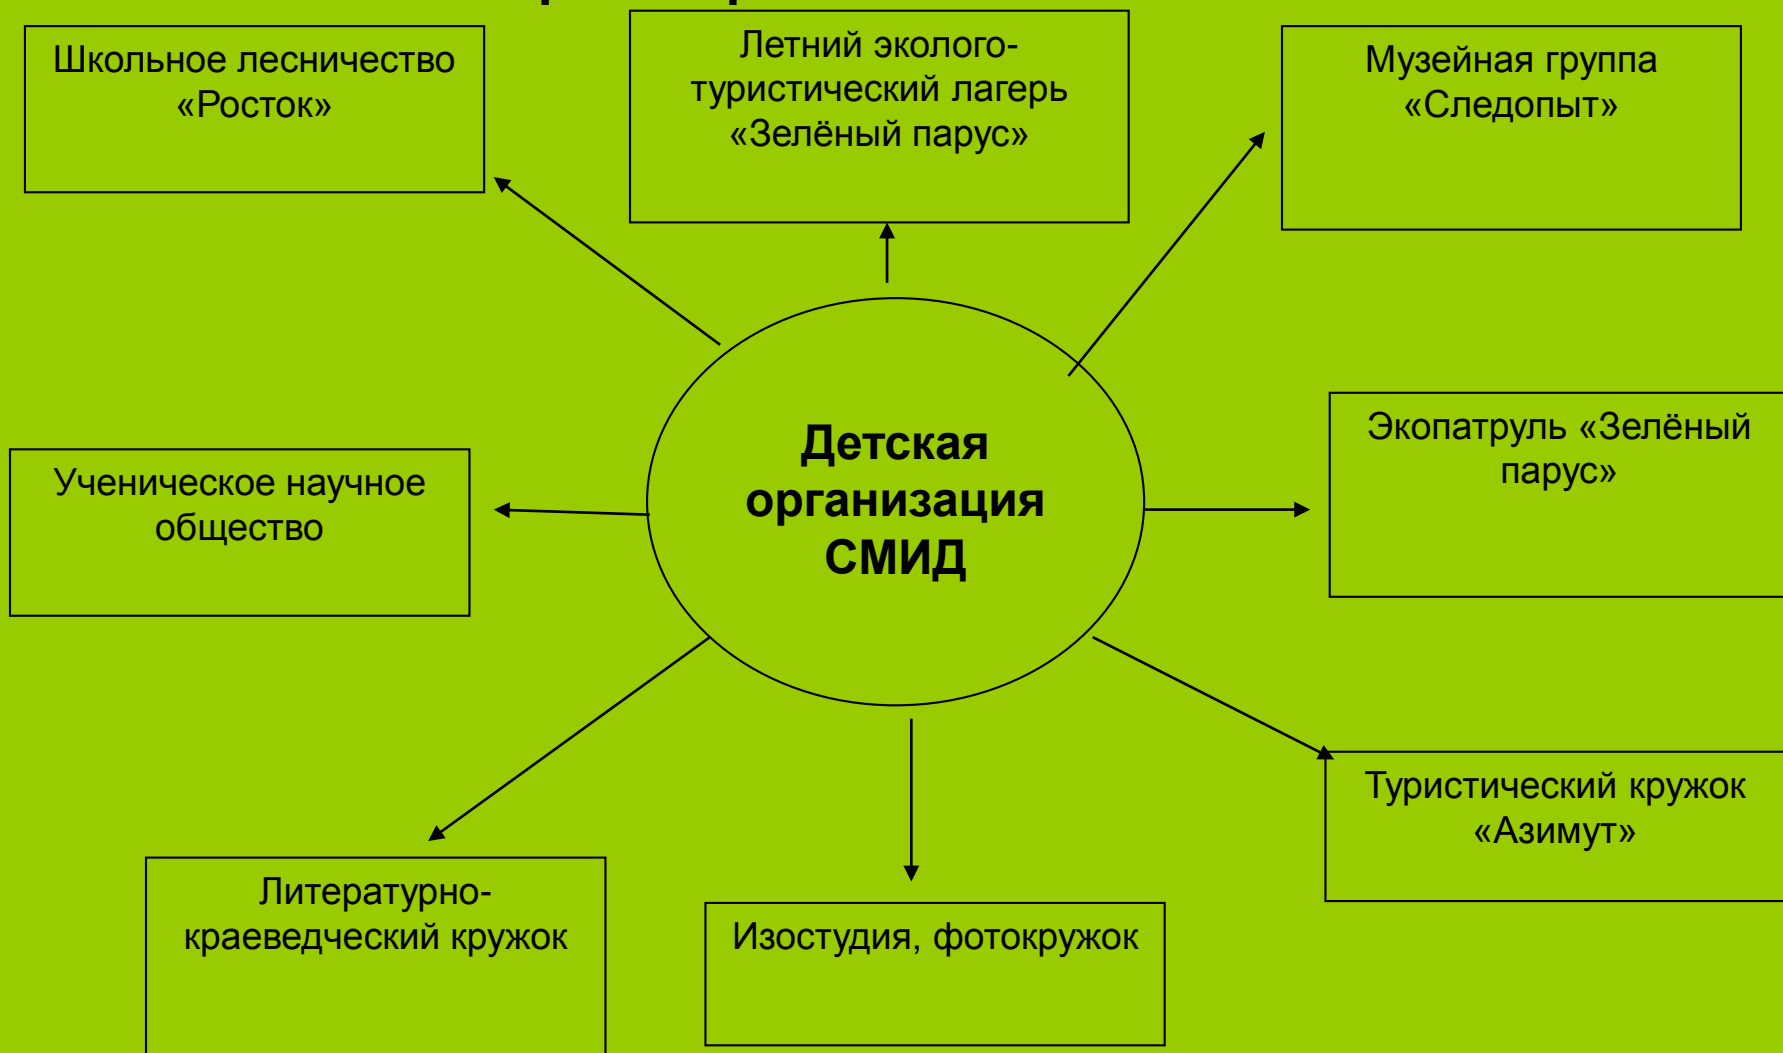 Школьное лесничество
«Росток»
Летний эколого-
туристический лагерь
«Зелёный парус»
Музейная группа
«Следопыт»
Экопатруль «Зелёный
парус»
Ученическое научное
общество
Детская
организация
СМИД
Туристический кружок
«Азимут»
Литературно-
краеведческий кружок
Изостудия, фотокружок